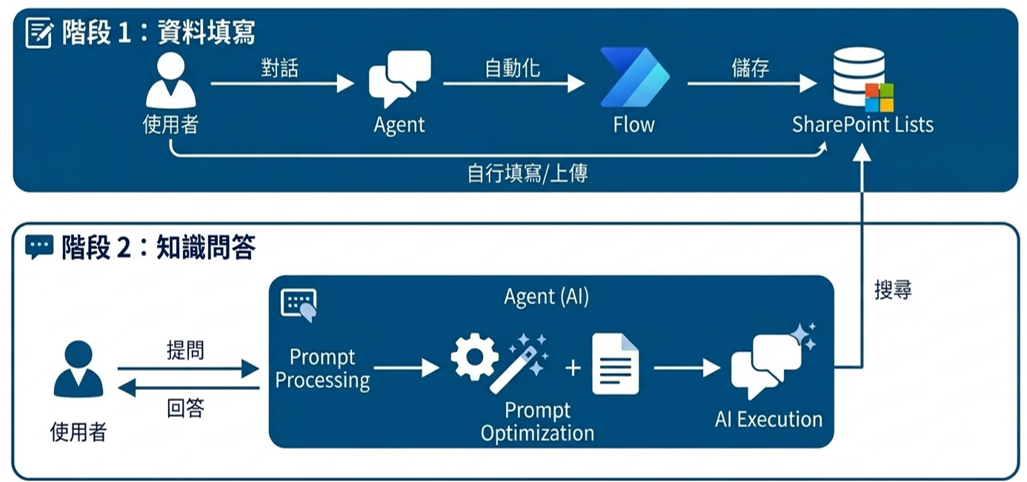 階段 1：資料填寫
對話
自動化
儲存
使用者
Agent
Flow
SharePoint Lists
自行填寫/上傳
階段 2：知識問答
搜尋
Agent (AI)
提問
回答
使用者
Prompt
Processing
+
Prompt
Optimization
AI Execution